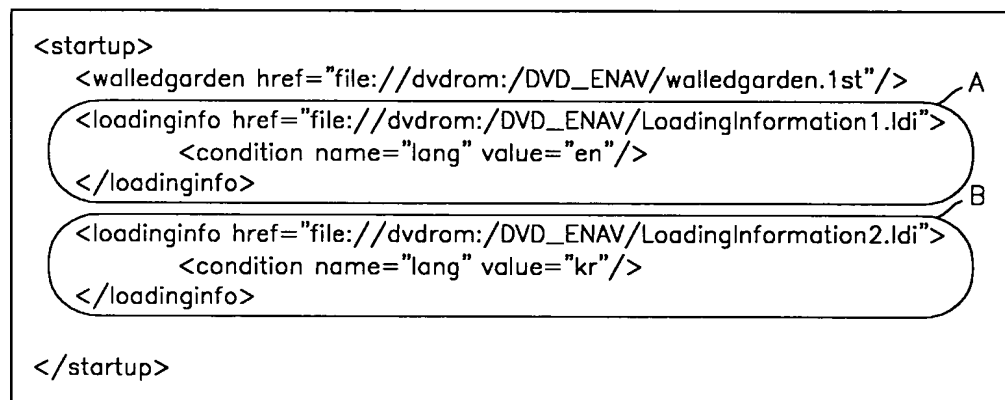 <startup>
<walledgarden href="file://dvdrom:/DVD_ENAV/walledgarden.1st"/>
A
<loadinginfo href="file://dvdrom:/DVD_ENAV/LoadingInformation1.ldi">
<condition name="lang" value="en"/>
</loadinginfo>
B
<loadinginfo href="file://dvdrom:/DVD_ENAV/LoadingInformation2.ldi">
<condition name="lang" value="kr"/>
</loadinginfo>
</startup>